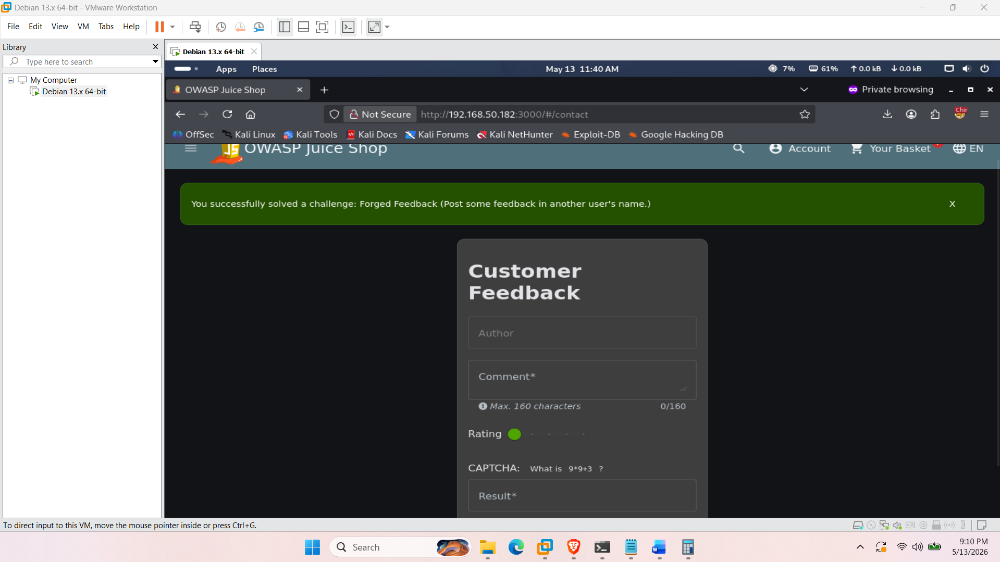 Debian 13.x 64-bit - VMware Workstation
File Edit View VM Tabs Help
Library
Type here to search
My Computer
Debian 13.x 64-bit
Debian 13.x 64-bit
Apps Places May 13 11:40 AM 7% 61% 0.0 kB 0.0 kB
OWASP Juice Shop Private browsing
Not Secure http://192.168.50.182:3000/#/contact Chir
OffSec Kali Linux Kali Tools Kali Docs Kali Forums Kali NetHunter Exploit-DB Google Hacking DB
JS OWASP Juice Shop Account Your Basket EN
You successfully solved a challenge: Forged Feedback (Post some feedback in another user's name.) X
Customer
Feedback
Author
Comment*
Max. 160 characters 0/160
Rating
CAPTCHA: What is 9*9+3 ?
Result*
To direct input to this VM, move the mouse pointer inside or press Ctrl+G.
Search
9:10 PM
5/13/2026